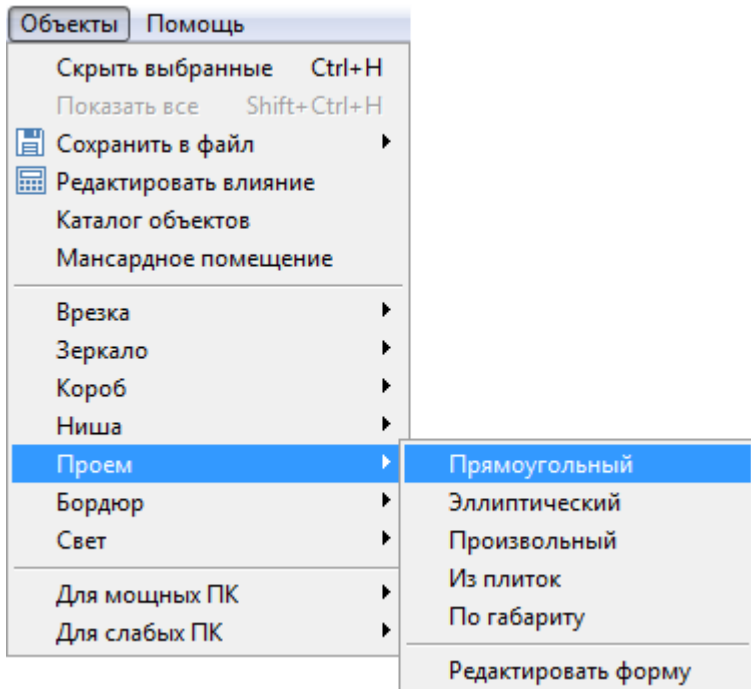 Объекты Помощь
Скрыть выбранные Ctrl+H
Показать все Shift+Ctrl+H
Сохранить в файл
Редактировать влияние
Каталог объектов
Мансардное помещение
Врезка
Зеркало
Короб
Ниша
Проем
Бордюр
Свет
Для мощных ПК
Для слабых ПК
Прямоугольный
Эллиптический
Произвольный
Из плиток
По габариту
Редактировать форму